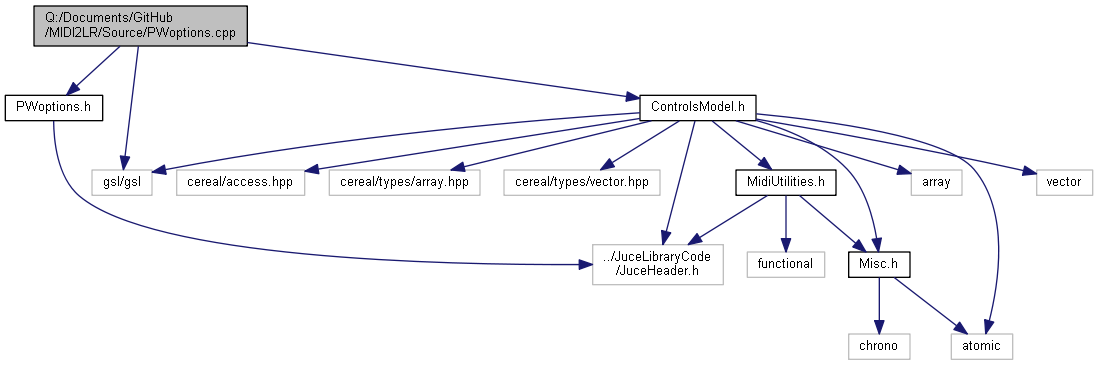 Q:/Documents/GitHub
/MIDI2LR/Source/PWoptions.cpp
PWoptions.h
ControlsModel.h
gsl/gsl
cereal/access.hpp
cereal/types/array.hpp
cereal/types/vector.hpp
MidiUtilities.h
array
vector
../JuceLibraryCode
/JuceHeader.h
functional
Misc.h
chrono
atomic